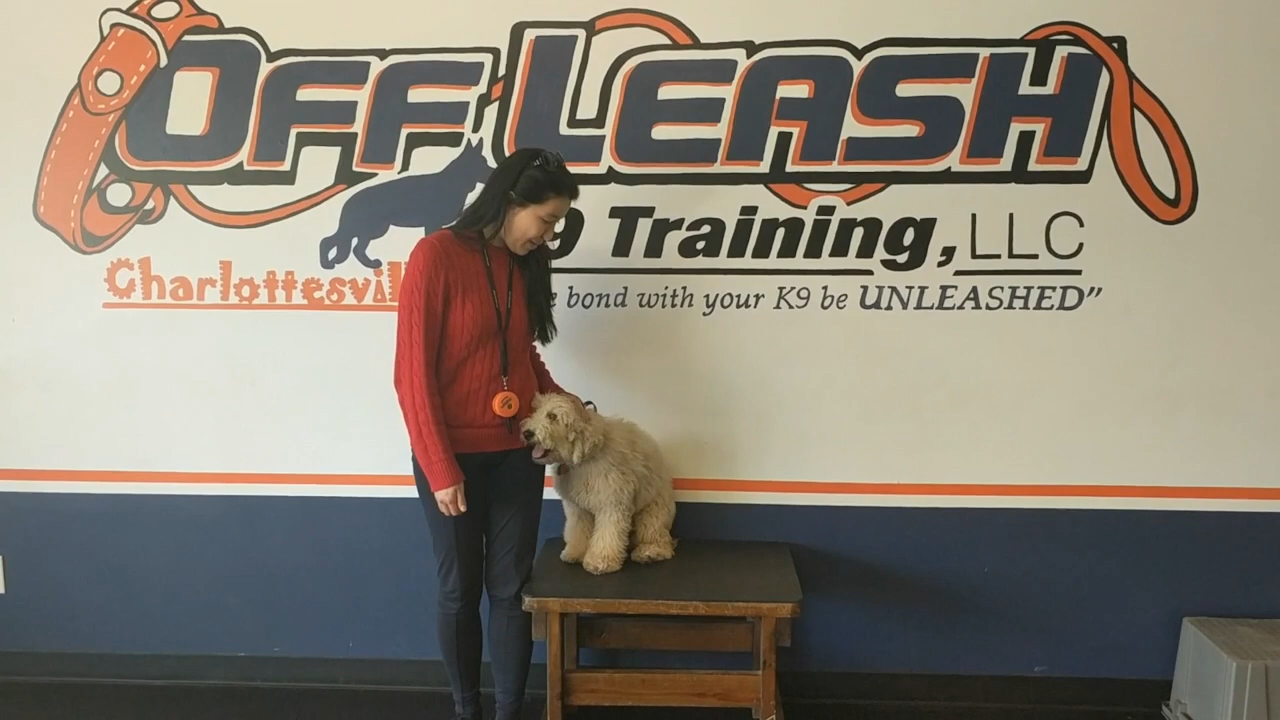 OFF LEASH
9 Training, LLC
Charlottesvil
bond with your K9 be UNLEASHED”